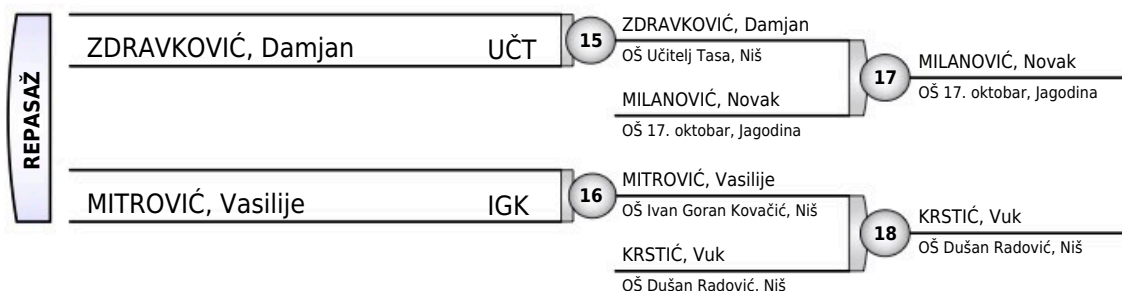 REPASAŽ
ZDRAVKOVIĆ, Damjan UČT
15
ZDRAVKOVIĆ, Damjan
OŠ Učitelj Tasa, Niš
MILANOVIĆ, Novak
OŠ 17. oktobar, Jagodina
17
MILANOVIĆ, Novak
OŠ 17. oktobar, Jagodina
MITROVIĆ, Vasilije IGK
16
MITROVIĆ, Vasilije
OŠ Ivan Goran Kovačić, Niš
KRSTIĆ, Vuk
OŠ Dušan Radović, Niš
18
KRSTIĆ, Vuk
OŠ Dušan Radović, Niš